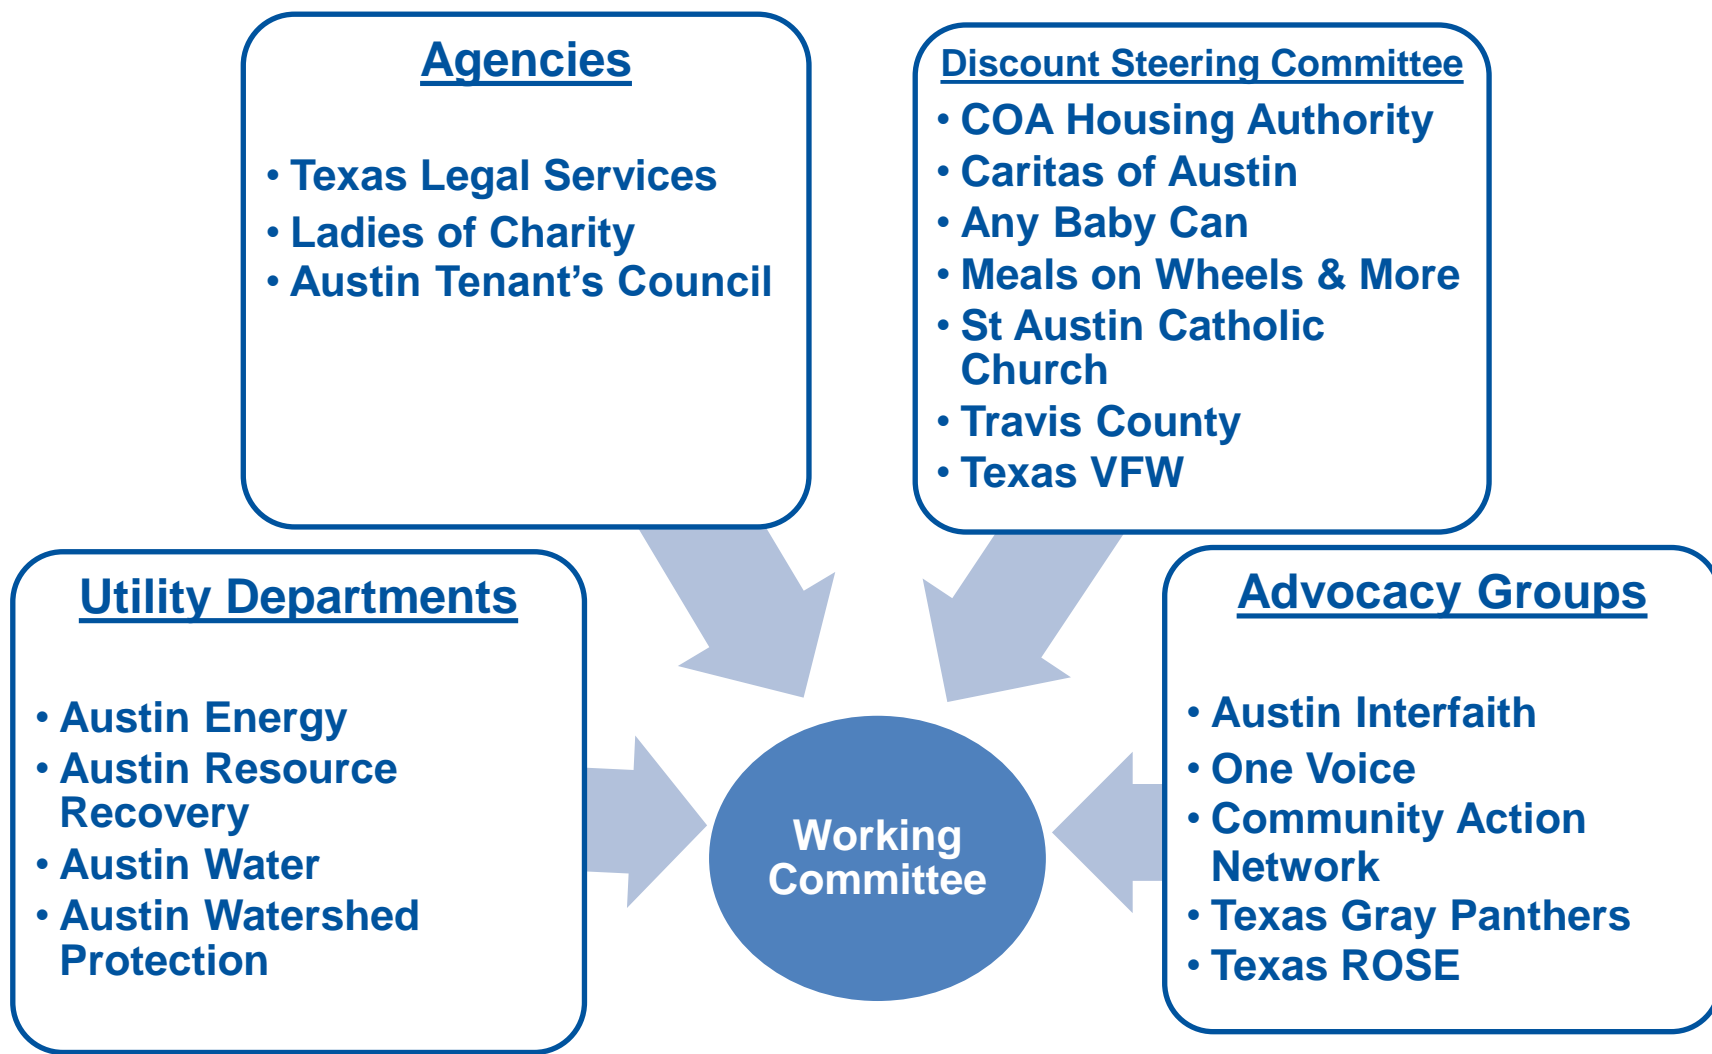 Agencies
• Texas Legal Services
• Ladies of Charity
• Austin Tenant’s Council
Discount Steering Committee
• COA Housing Authority
• Caritas of Austin
• Any Baby Can
• Meals on Wheels & More
• St Austin Catholic
Church
• Travis County
• Texas VFW
Utility Departments
• Austin Energy
• Austin Resource
Recovery
• Austin Water
• Austin Watershed
Protection
Working
Committee
Advocacy Groups
• Austin Interfaith
• One Voice
• Community Action
Network
• Texas Gray Panthers
• Texas ROSE